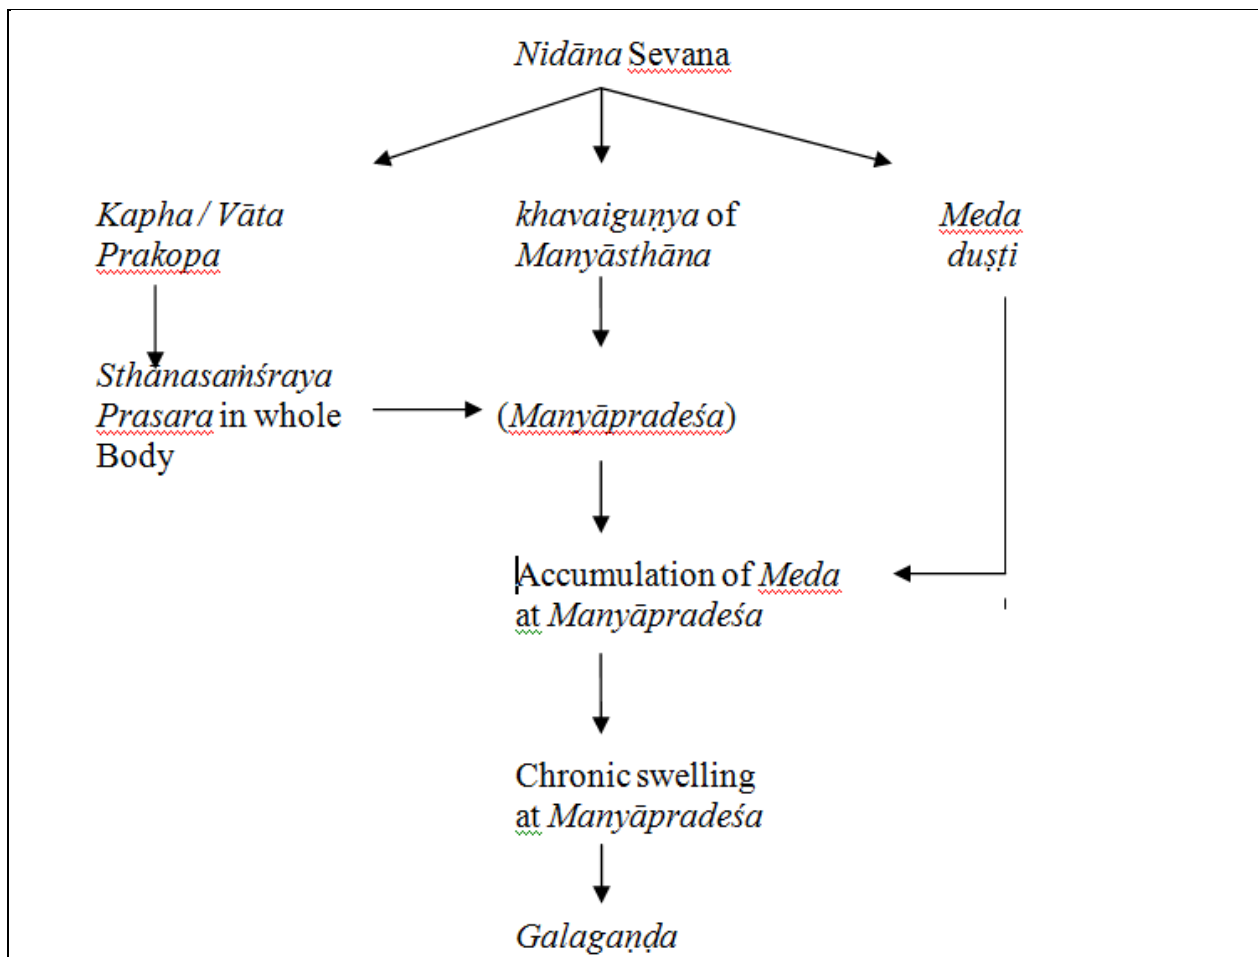 Nidāna Sevana
Kapha / Vāta
Prakopa
khavaiguṇya of
Manyāsthāna
Meda
duṣṭi
Sthānasaṁśraya
Prasara in whole
Body
(Manyāpradeśa)
Accumulation of Meda
at Manyāpradeśa
Chronic swelling
at Manyāpradeśa
Galagaṇḍa